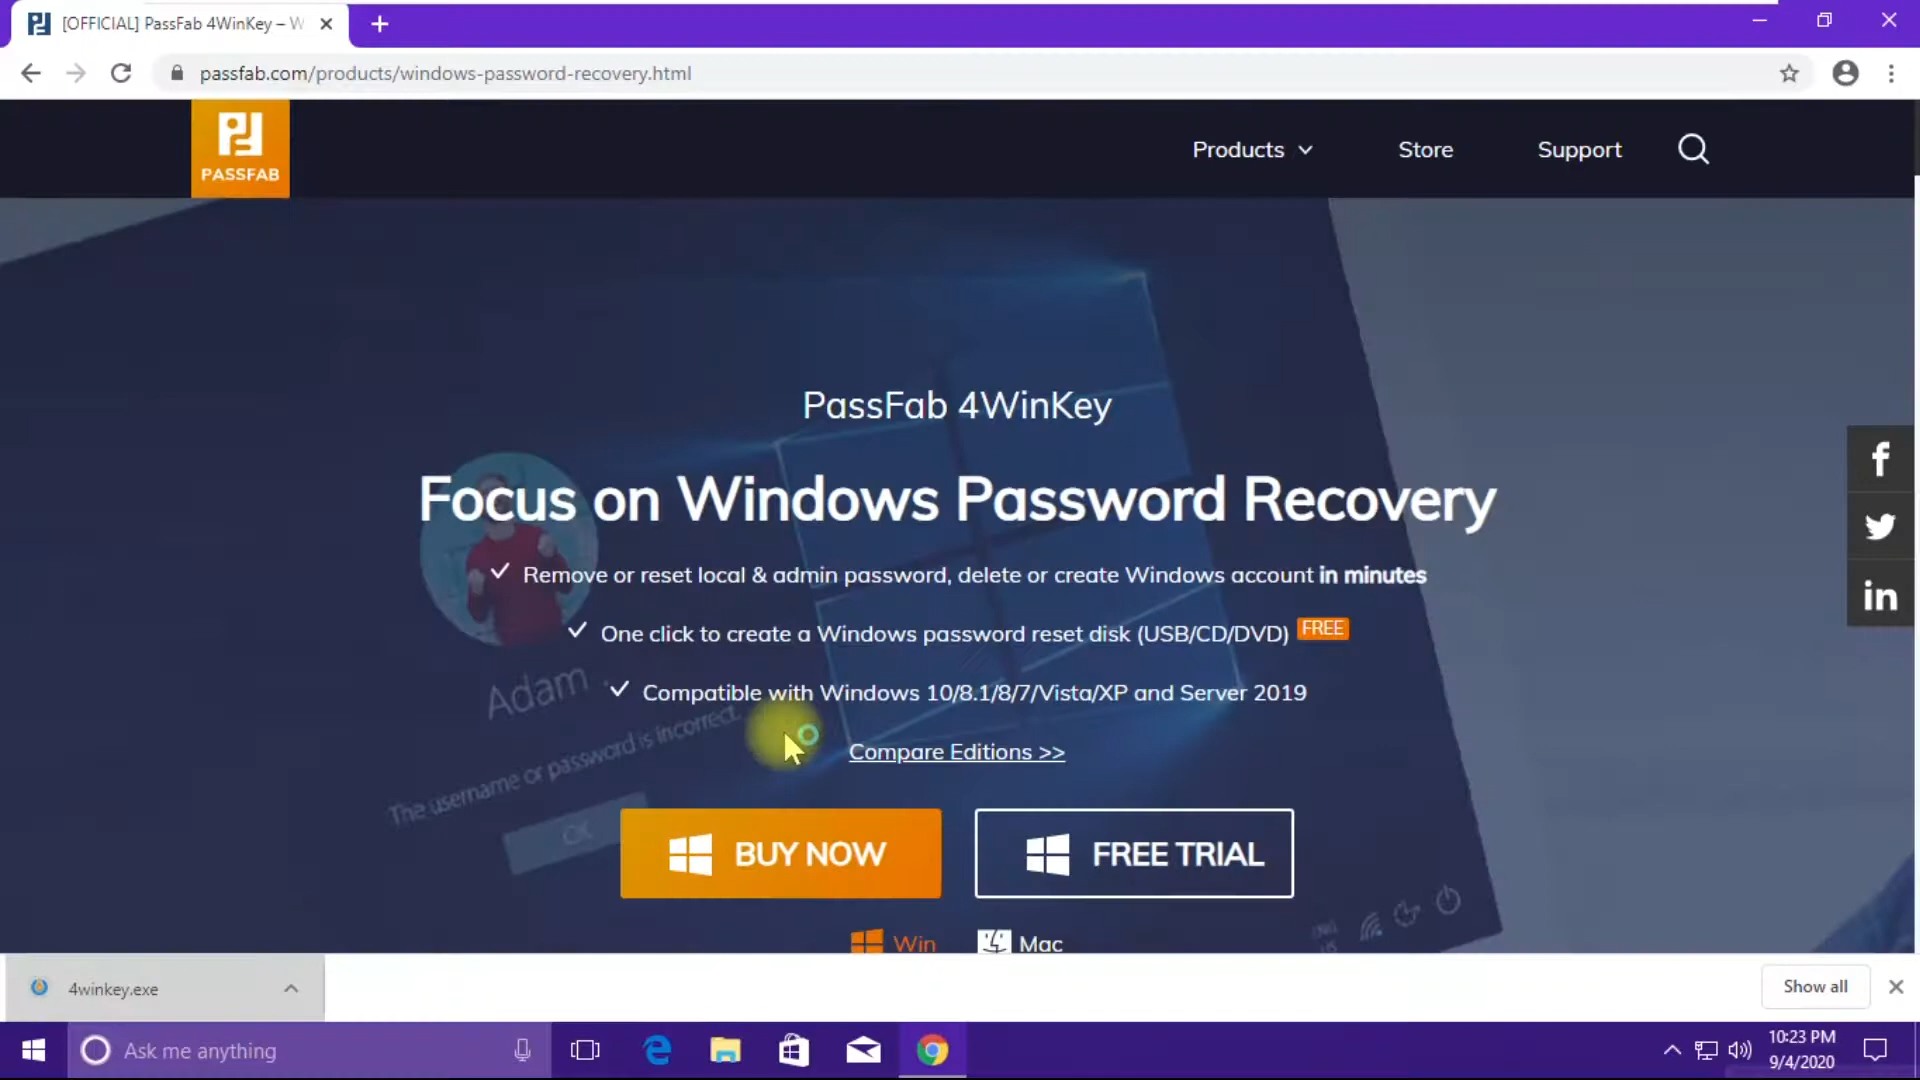 [OFFICIAL] PassFab 4WinKey – W
passfab.com/products/windows-password-recovery.html
PASSFAB
Products
Store
Support
PassFab 4WinKey
Focus on Windows Password Recovery
Remove or reset local & admin password, delete or create Windows account in minutes
One click to create a Windows password reset disk (USB/CD/DVD) FREE
Compatible with Windows 10/8.1/8/7/Vista/XP and Server 2019
Adam
The username or password is incorrect.
OK
Compare Editions >>
BUY NOW
FREE TRIAL
ENG
US
Win
Mac
4winkey.exe
Show all
Ask me anything
10:23 PM
9/4/2020